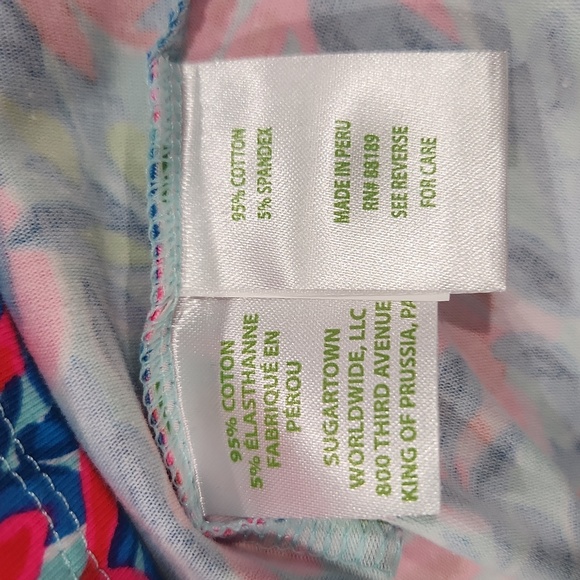 95% COTTON
5% SPANDEX
MADE IN PERU
RN# 88189
SEE REVERSE
FOR CARE
95% COTON
5% ÉLASTHANNE
FABRIQUÉ EN
PÉROU
SUGARTOWN
WORLDWIDE, LLC
800 THIRD AVENUE
KING OF PRUSSIA, PA